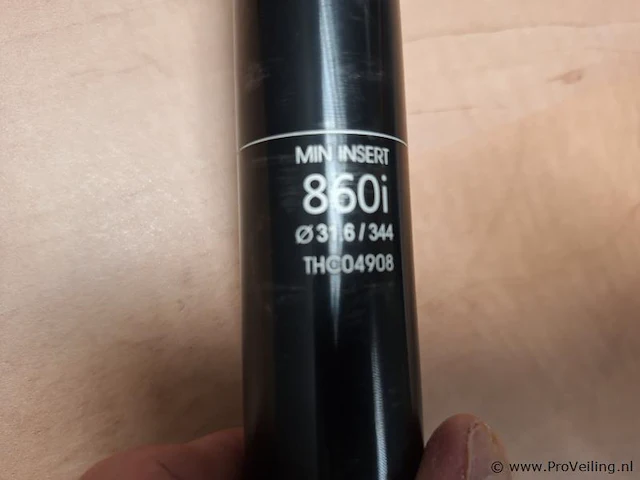 MIN INSERT
860i
Ø 31.6 / 344
THC04908
© www.ProVeiling.nl